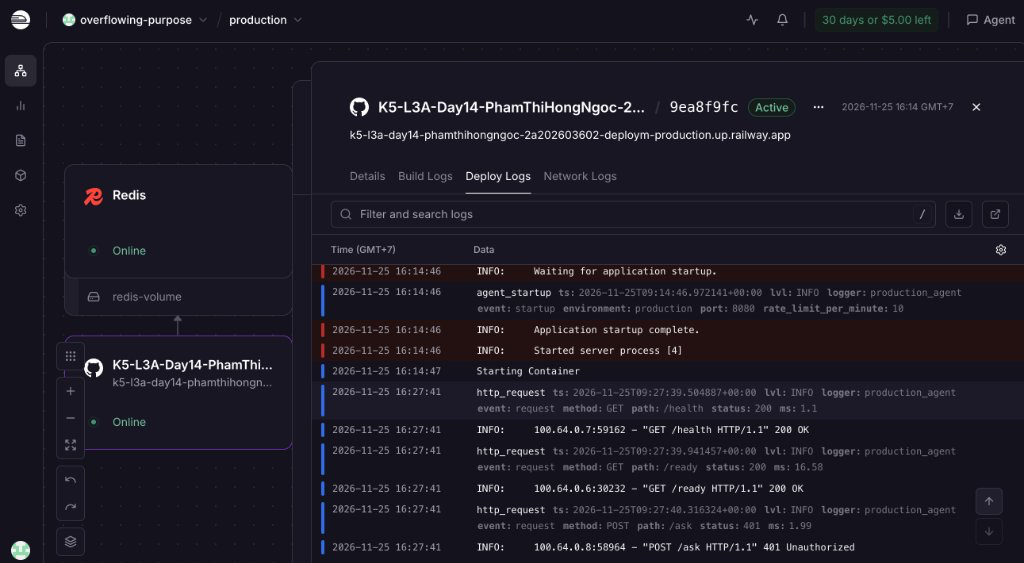 overflowing-purpose / production
30 days or $5.00 left
Agent
K5-L3A-Day14-PhamThiHongNgoc-2... / 9ea8f9fc Active ... 2026-11-25 16:14 GMT+7
k5-l3a-day14-phamthihongngoc-2a202603602-deploym-production.up.railway.app
Details Build Logs Deploy Logs Network Logs
Filter and search logs /
Time (GMT+7) Data
2026-11-25 16:14:46 INFO: Waiting for application startup.
2026-11-25 16:14:46 agent_startup ts: 2026-11-25T09:14:46.972141+00:00 lvl: INFO logger: production_agent
event: startup environment: production port: 8080 rate_limit_per_minute: 10
2026-11-25 16:14:46 INFO: Application startup complete.
2026-11-25 16:14:46 INFO: Started server process [4]
2026-11-25 16:14:47 Starting Container
2026-11-25 16:27:41 http_request ts: 2026-11-25T09:27:39.504887+00:00 lvl: INFO logger: production_agent
event: request method: GET path: /health status: 200 ms: 1.1
2026-11-25 16:27:41 INFO: 100.64.0.7:59162 - "GET /health HTTP/1.1" 200 OK
2026-11-25 16:27:41 http_request ts: 2026-11-25T09:27:39.941457+00:00 lvl: INFO logger: production_agent
event: request method: GET path: /ready status: 200 ms: 16.58
2026-11-25 16:27:41 INFO: 100.64.0.6:30232 - "GET /ready HTTP/1.1" 200 OK
2026-11-25 16:27:41 http_request ts: 2026-11-25T09:27:40.316324+00:00 lvl: INFO logger: production_agent
event: request method: POST path: /ask status: 401 ms: 1.99
2026-11-25 16:27:41 INFO: 100.64.0.8:58964 - "POST /ask HTTP/1.1" 401 Unauthorized
Redis
Online
redis-volume
K5-L3A-Day14-PhamThi...
k5-l3a-day14-phamthihongn...
Online